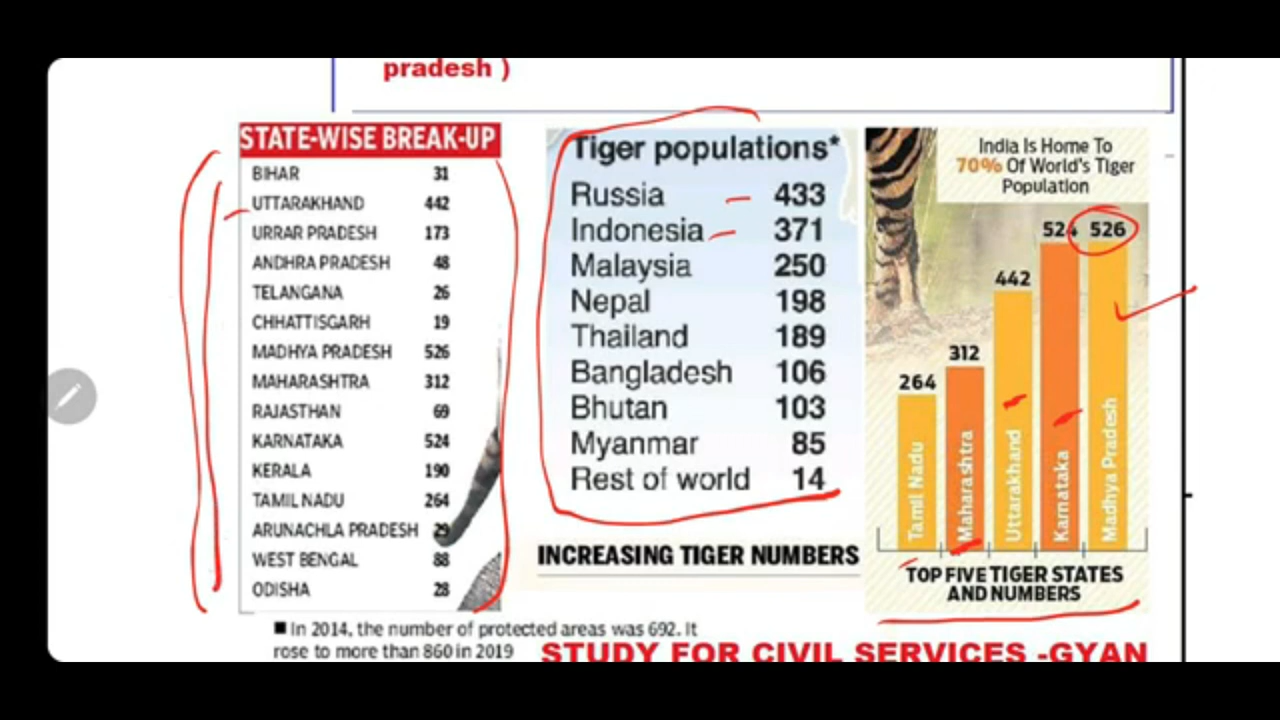 pradesh )
STATE-WISE BREAK-UP
BIHAR 31
UTTARAKHAND 442
URRAR PRADESH 173
ANDHRA PRADESH 48
TELANGANA 26
CHHATTISGARH 19
MADHYA PRADESH 526
MAHARASHTRA 312
RAJASTHAN 69
KARNATAKA 524
KERALA 190
TAMIL NADU 264
ARUNACHLA PRADESH 29
WEST BENGAL 88
ODISHA 28
■ In 2014, the number of protected areas was 692. It
rose to more than 860 in 2019
Tiger populations*
Russia 433
Indonesia 371
Malaysia 250
Nepal 198
Thailand 189
Bangladesh 106
Bhutan 103
Myanmar 85
Rest of world 14
INCREASING TIGER NUMBERS
India Is Home To
70% Of World's Tiger
Population
264
312
442
524
526
Tamil Nadu
Maharashtra
Uttarakhand
Karnataka
Madhya Pradesh
TOP FIVE TIGER STATES
AND NUMBERS
STUDY FOR CIVIL SERVICES -GYAN